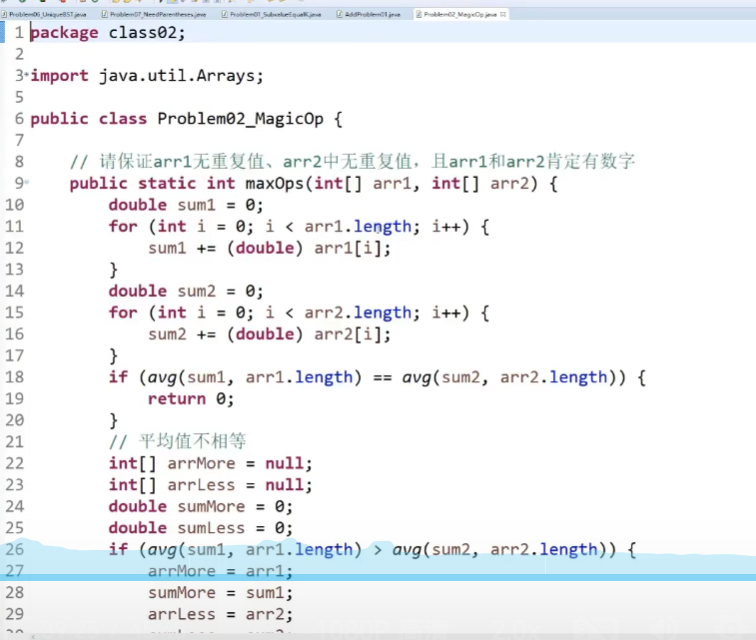 Problem06_UniqueBST.java Problem07_NeedParentheses.java Problem01_SubvalueEqualK.java AddProblem01.java Problem02_MagicOp.java
1 package class02;
2
3 import java.util.Arrays;
5
6 public class Problem02_MagicOp {
7
8 // 请保证arr1无重复值、arr2中无重复值，且arr1和arr2肯定有数字
9 public static int maxOps(int[] arr1, int[] arr2) {
10 double sum1 = 0;
11 for (int i = 0; i < arr1.length; i++) {
12 sum1 += (double) arr1[i];
13 }
14 double sum2 = 0;
15 for (int i = 0; i < arr2.length; i++) {
16 sum2 += (double) arr2[i];
17 }
18 if (avg(sum1, arr1.length) == avg(sum2, arr2.length)) {
19 return 0;
20 }
21 // 平均值不相等
22 int[] arrMore = null;
23 int[] arrLess = null;
24 double sumMore = 0;
25 double sumLess = 0;
26 if (avg(sum1, arr1.length) > avg(sum2, arr2.length)) {
27 arrMore = arr1;
28 sumMore = sum1;
29 arrLess = arr2;